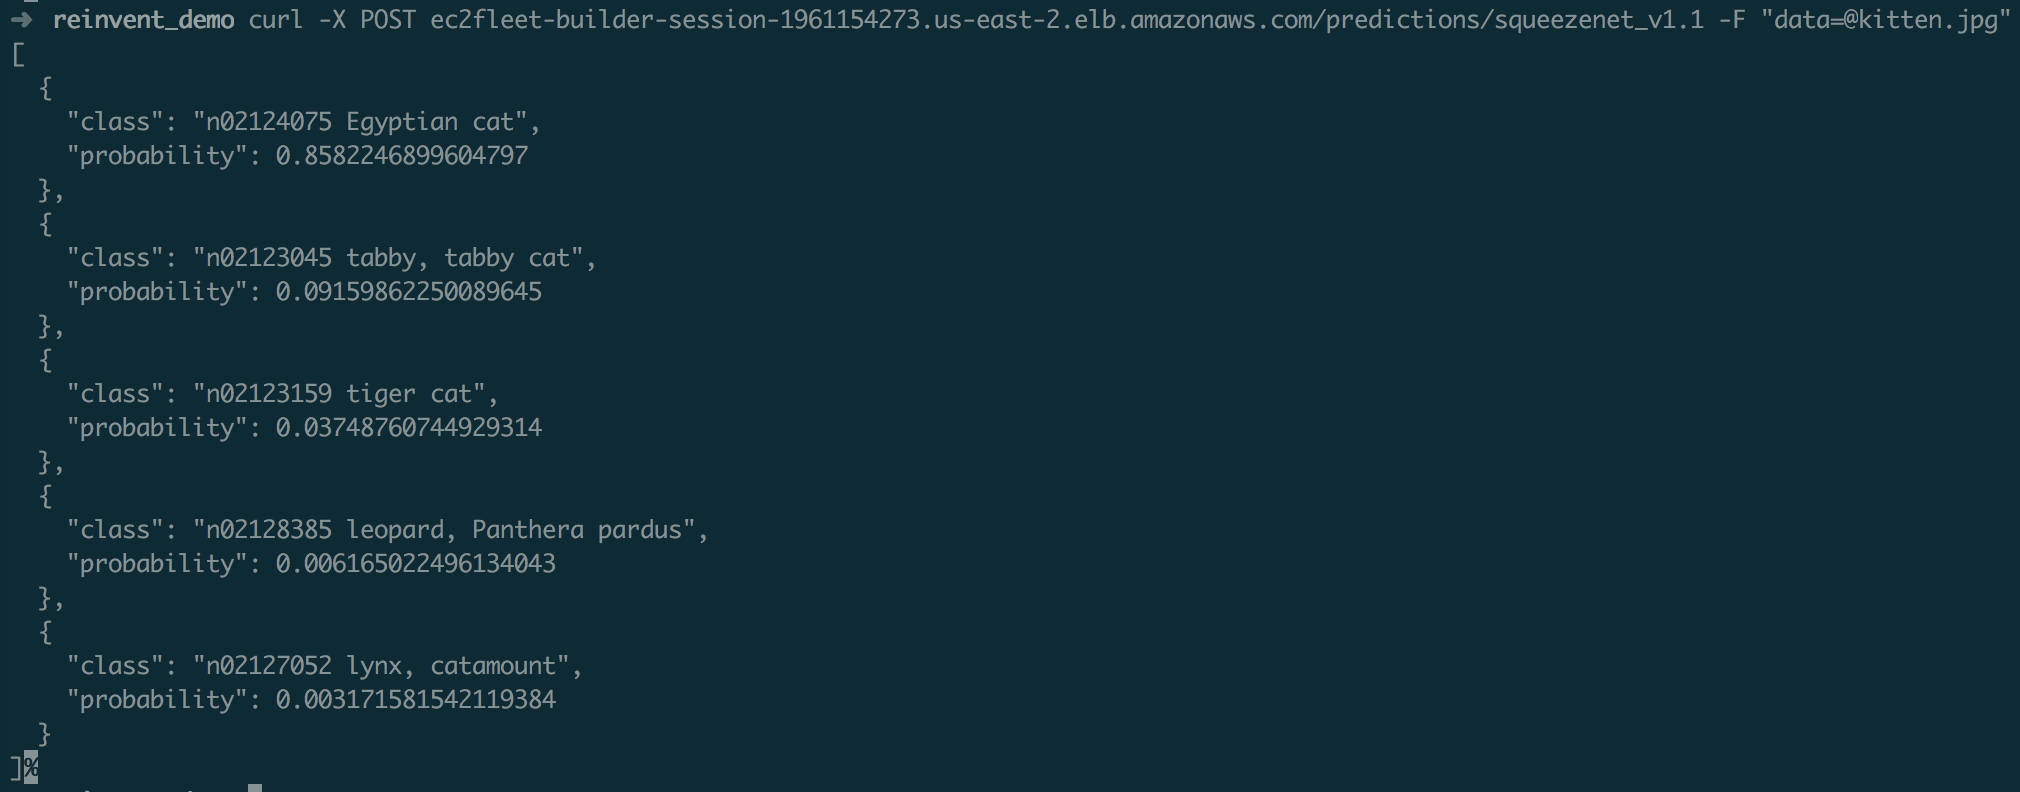 ➜ reinvent_demo curl -X POST ec2fleet-builder-session-1961154273.us-east-2.elb.amazonaws.com/predictions/squeezenet_v1.1 -F "data=@kitten.jpg"
[
  {
    "class": "n02124075 Egyptian cat",
    "probability": 0.8582246899604797
  },
  {
    "class": "n02123045 tabby, tabby cat",
    "probability": 0.09159862250089645
  },
  {
    "class": "n02123159 tiger cat",
    "probability": 0.03748760744929314
  },
  {
    "class": "n02128385 leopard, Panthera pardus",
    "probability": 0.006165022496134043
  },
  {
    "class": "n02127052 lynx, catamount",
    "probability": 0.003171581542119384
  }
]%